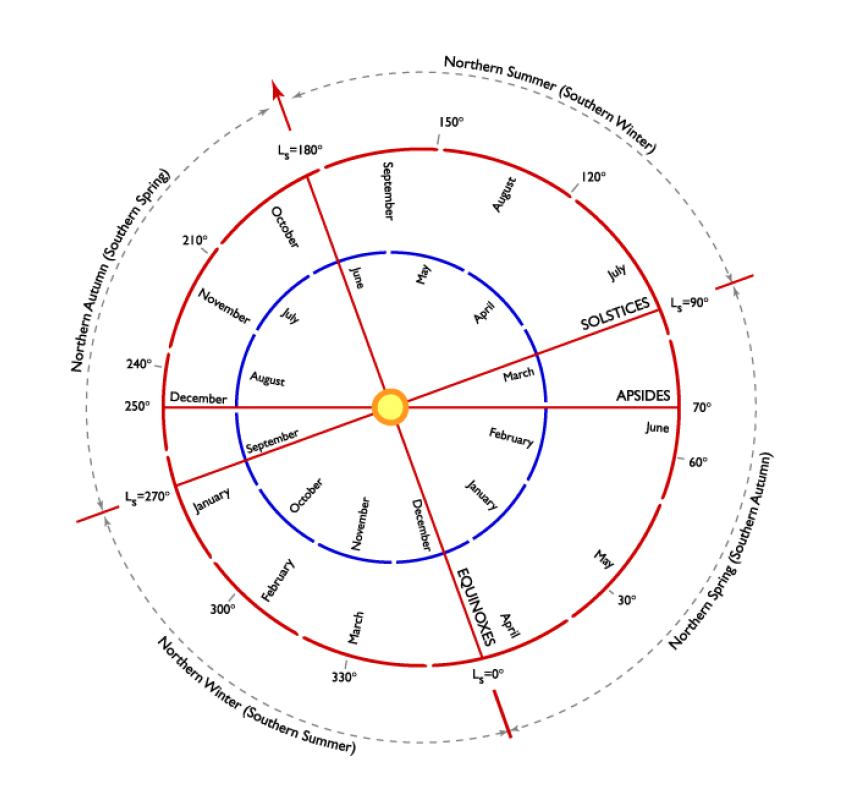 Northern Summer (Southern Winter)
150°
Ls=180°
120°
Northern Autumn (Southern Spring)
September
August
October
210°
July
June
May
November
July
April
SOLSTICES
Ls=90°
240°
August
March
250°
December
APSIDES
70°
June
February
September
60°
Ls=270°
January
October
January
November
December
May
February
EQUINOXES
April
March
300°
30°
Northern Spring (Southern Autumn)
330°
Ls=0°
Northern Winter (Southern Summer)